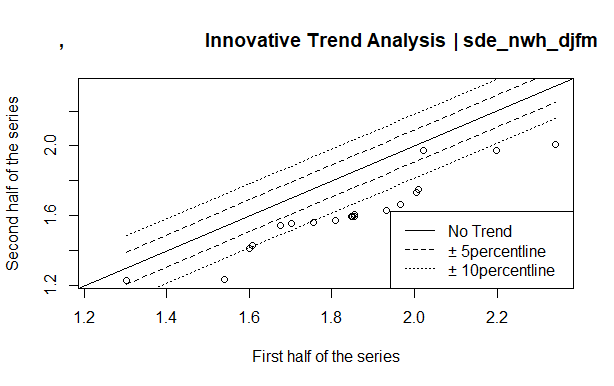 , Innovative Trend Analysis | sde_nwh_djfm
Second half of the series
2.0
1.6
1.2
No Trend
± 5percentline
± 10percentline
1.2 1.4 1.6 1.8 2.0 2.2
First half of the series